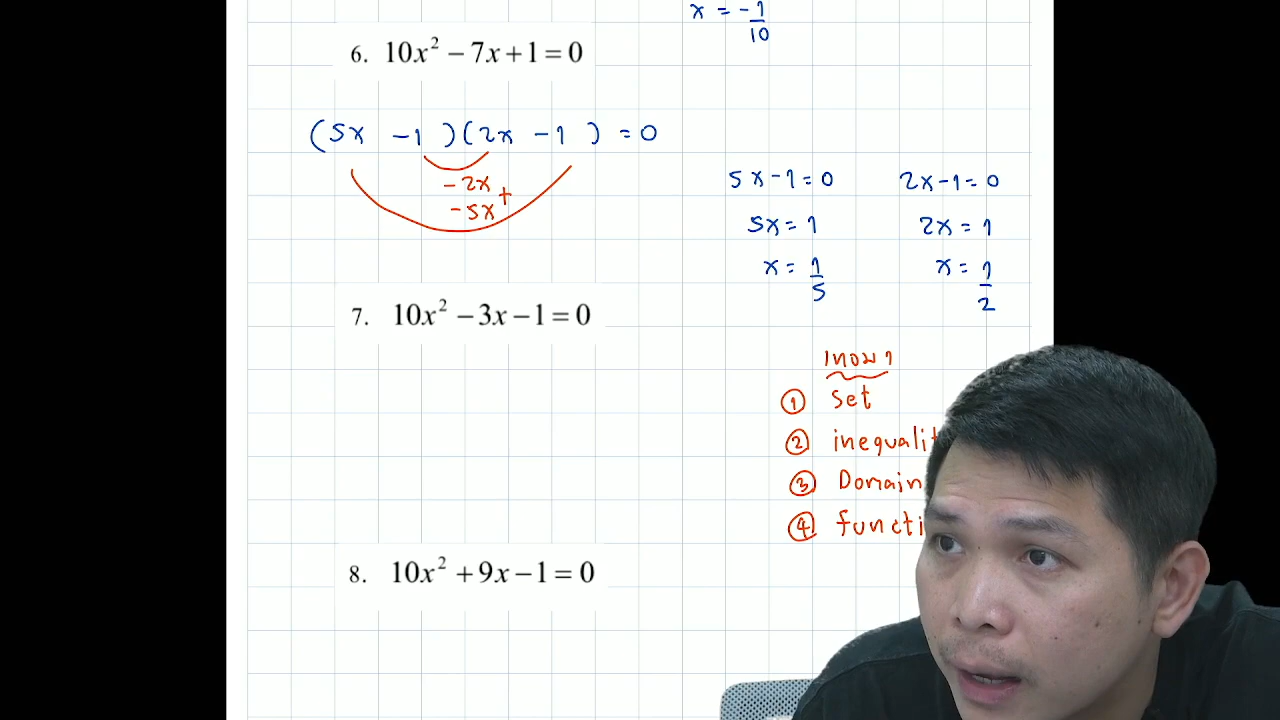 x = -1/10
6. 10x² − 7x + 1 = 0
(5x -1 )(2x -1 ) = 0
-2x
+
-5x
5x-1=0
5x=1
x= 1/5
2x-1=0
2x=1
x= 1/2
7. 10x² − 3x − 1 = 0
เทอม 1
① Set
② inequalit
③ Domain
④ functi
8. 10x² + 9x − 1 = 0